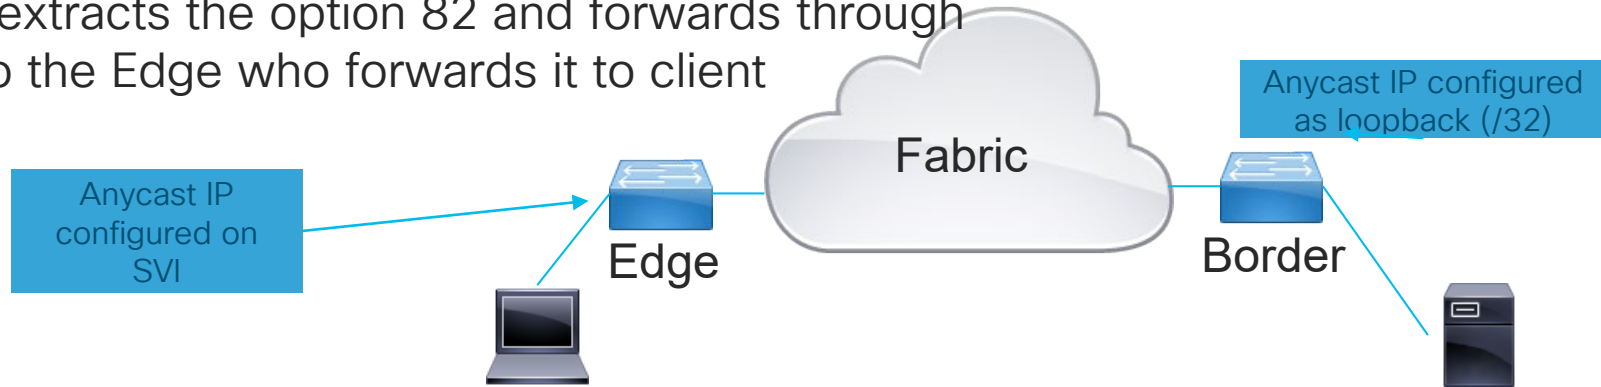 extracts the option 82 and forwards through
o the Edge who forwards it to client
Anycast IP configured
as loopback (/32)
Fabric
Anycast IP
configured on
SVI
Edge
Border